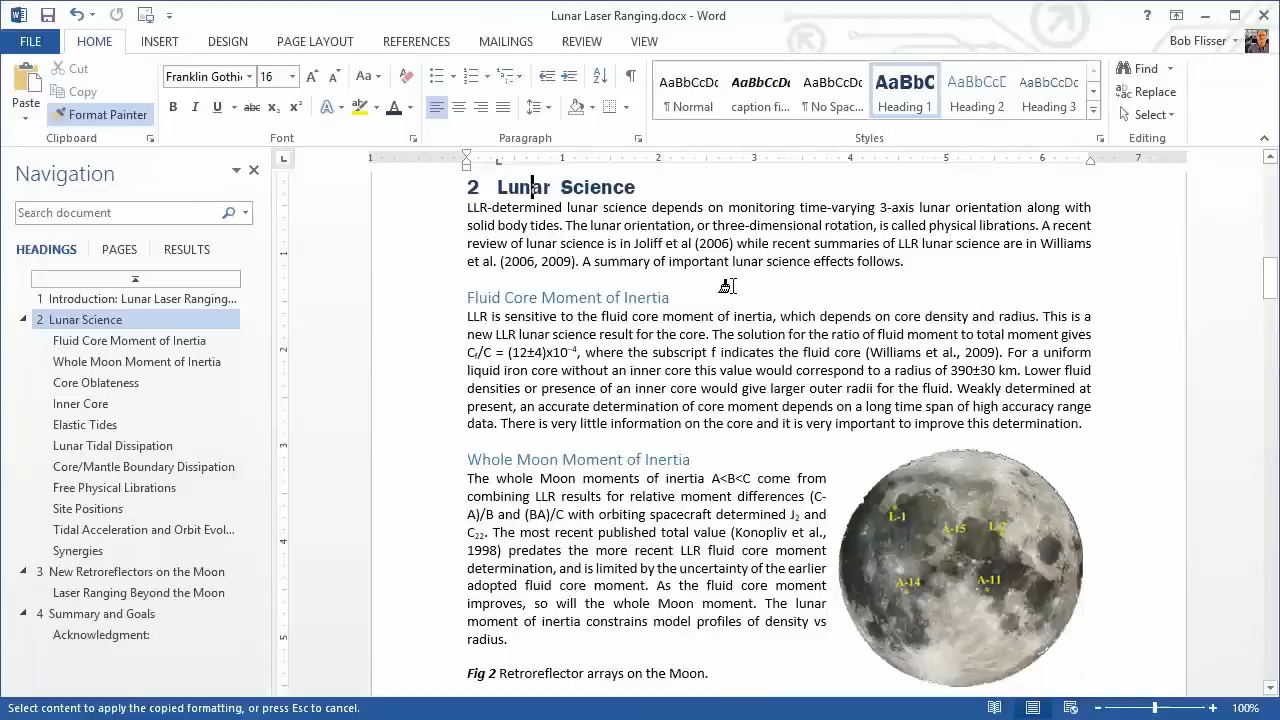 Lunar Laser Ranging.docx - Word
?
FILE
HOME
INSERT
DESIGN
PAGE LAYOUT
REFERENCES
MAILINGS
REVIEW
VIEW
Bob Flisser
Paste
Cut
Copy
Format Painter
Clipboard
Franklin Gothic
16
Aa
B I U abc x₂ x²
A
ab
A
Font
Paragraph
AaBbCcDc
¶ Normal
AaBbCcDc
caption fi...
AaBbCcDc
¶ No Spac...
AaBbC
Heading 1
AaBbCcD
Heading 2
AaBbCcDc
Heading 3
Styles
Find
Replace
Select
Editing
Navigation
Search document
HEADINGS
PAGES
RESULTS
1 Introduction: Lunar Laser Ranging...
2 Lunar Science
Fluid Core Moment of Inertia
Whole Moon Moment of Inertia
Core Oblateness
Inner Core
Elastic Tides
Lunar Tidal Dissipation
Core/Mantle Boundary Dissipation
Free Physical Librations
Site Positions
Tidal Acceleration and Orbit Evol...
Synergies
3 New Retroreflectors on the Moon
Laser Ranging Beyond the Moon
4 Summary and Goals
Acknowledgment:
1 1 2 3 4 5 6 7
1
2
3
4
5
2 Lunar Science
LLR-determined lunar science depends on monitoring time-varying 3-axis lunar orientation along with
solid body tides. The lunar orientation, or three-dimensional rotation, is called physical librations. A recent
review of lunar science is in Joliff et al (2006) while recent summaries of LLR lunar science are in Williams
et al. (2006, 2009). A summary of important lunar science effects follows.
Fluid Core Moment of Inertia
LLR is sensitive to the fluid core moment of inertia, which depends on core density and radius. This is a
new LLR lunar science result for the core. The solution for the ratio of fluid moment to total moment gives
Cf/C = (12±4)x10⁻⁴, where the subscript f indicates the fluid core (Williams et al., 2009). For a uniform
liquid iron core without an inner core this value would correspond to a radius of 390±30 km. Lower fluid
densities or presence of an inner core would give larger outer radii for the fluid. Weakly determined at
present, an accurate determination of core moment depends on a long time span of high accuracy range
data. There is very little information on the core and it is very important to improve this determination.
Whole Moon Moment of Inertia
The whole Moon moments of inertia A<B<C come from
combining LLR results for relative moment differences (C-
A)/B and (BA)/C with orbiting spacecraft determined J₂ and
C₂₂. The most recent published total value (Konopliv et al.,
1998) predates the more recent LLR fluid core moment
determination, and is limited by the uncertainty of the earlier
adopted fluid core moment. As the fluid core moment
improves, so will the whole Moon moment. The lunar
moment of inertia constrains model profiles of density vs
radius.
Fig 2 Retroreflector arrays on the Moon.
L-1
A-15
L-2
A-14
A-11
Select content to apply the copied formatting, or press Esc to cancel.
100%